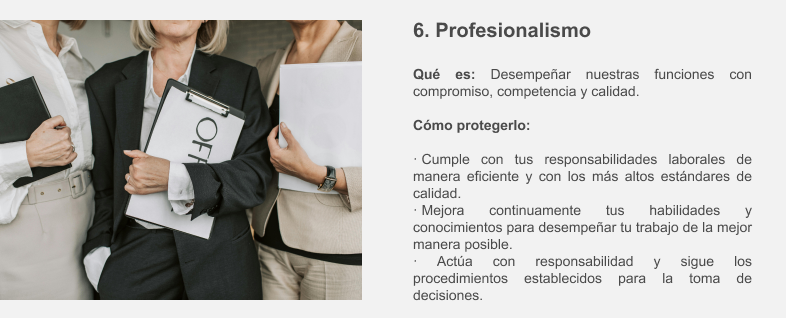 6. Profesionalismo
Qué es: Desempeñar nuestras funciones con
compromiso, competencia y calidad.
Cómo protegerlo:
· Cumple con tus responsabilidades laborales de
manera eficiente y con los más altos estándares de
calidad.
· Mejora continuamente tus habilidades y
conocimientos para desempeñar tu trabajo de la mejor
manera posible.
· Actúa con responsabilidad y sigue los
procedimientos establecidos para la toma de
decisiones.